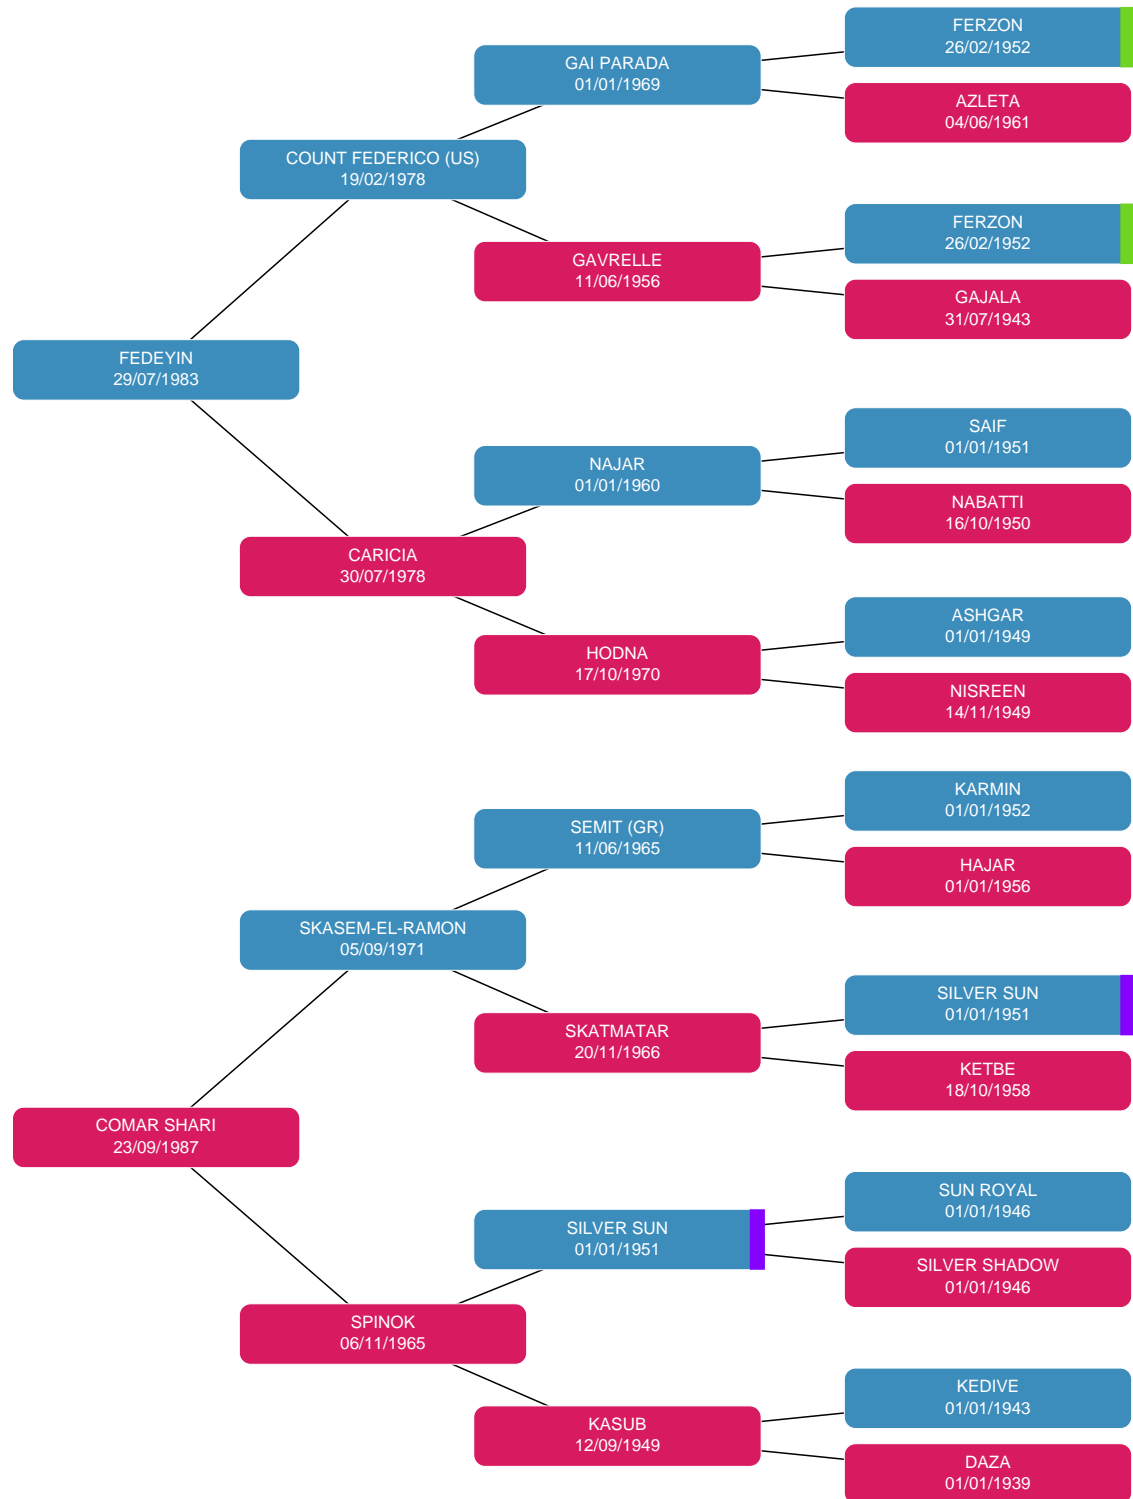 FERZON
26/02/1952
GAI PARADA
01/01/1969
AZLETA
04/06/1961
COUNT FEDERICO (US)
19/02/1978
FERZON
26/02/1952
GAVRELLE
11/06/1956
GAJALA
31/07/1943
FEDEYIN
29/07/1983
SAIF
01/01/1951
NAJAR
01/01/1960
NABATTI
16/10/1950
CARICIA
30/07/1978
ASHGAR
01/01/1949
HODNA
17/10/1970
NISREEN
14/11/1949
KARMIN
01/01/1952
SEMIT (GR)
11/06/1965
HAJAR
01/01/1956
SKASEM-EL-RAMON
05/09/1971
SILVER SUN
01/01/1951
SKATMATAR
20/11/1966
KETBE
18/10/1958
COMAR SHARI
23/09/1987
SUN ROYAL
01/01/1946
SILVER SUN
01/01/1951
SILVER SHADOW
01/01/1946
SPINOK
06/11/1965
KEDIVE
01/01/1943
KASUB
12/09/1949
DAZA
01/01/1939